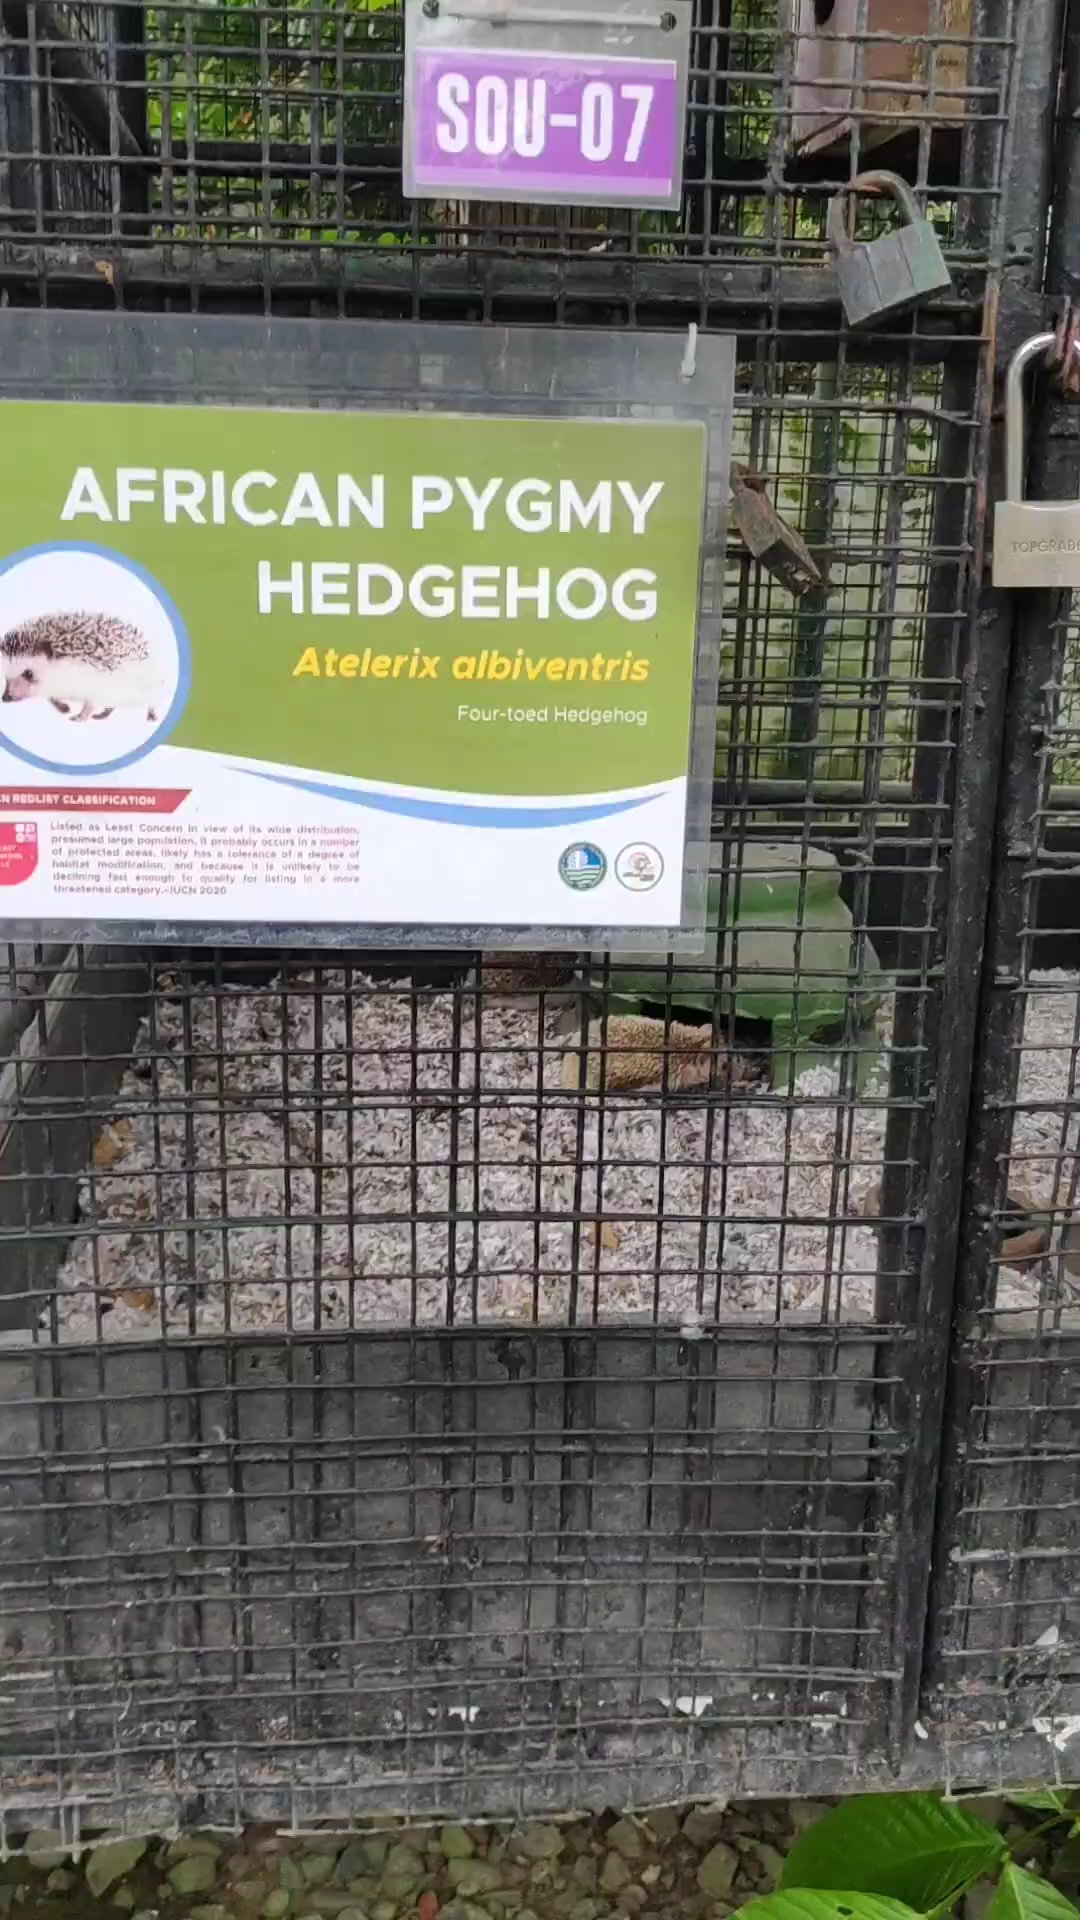 SOU-07
AFRICAN PYGMY
HEDGEHOG
Atelerix albiventris
Four-toed Hedgehog
REDLIST CLASSIFICATION
Listed as Least Concern in view of its wide distribution,
presumed large population, it probably occurs in a number
of protected areas, likely has a tolerance of a degree of
habitat modification, and because it is unlikely to be
declining fast enough to qualify for listing in a more
threatened category.-IUCN 2020